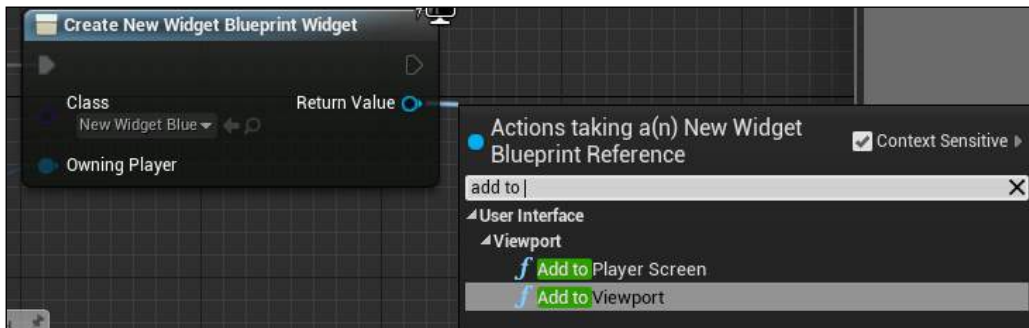 Create New Widget Blueprint Widget
Class
Return Value
New Widget Blue
Owning Player
Actions taking a(n) New Widget
Blueprint Reference
Context Sensitive
add to
User Interface
Viewport
f Add to Player Screen
f Add to Viewport